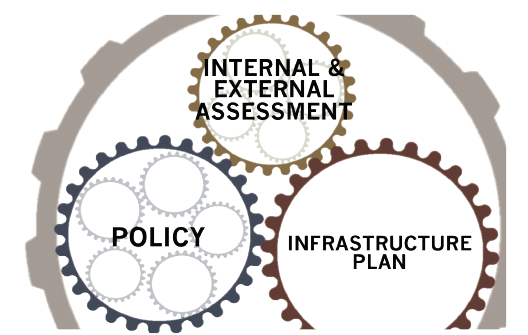 INTERNAL &
EXTERNAL
ASSESSMENT
POLICY
INFRASTRUCTURE
PLAN